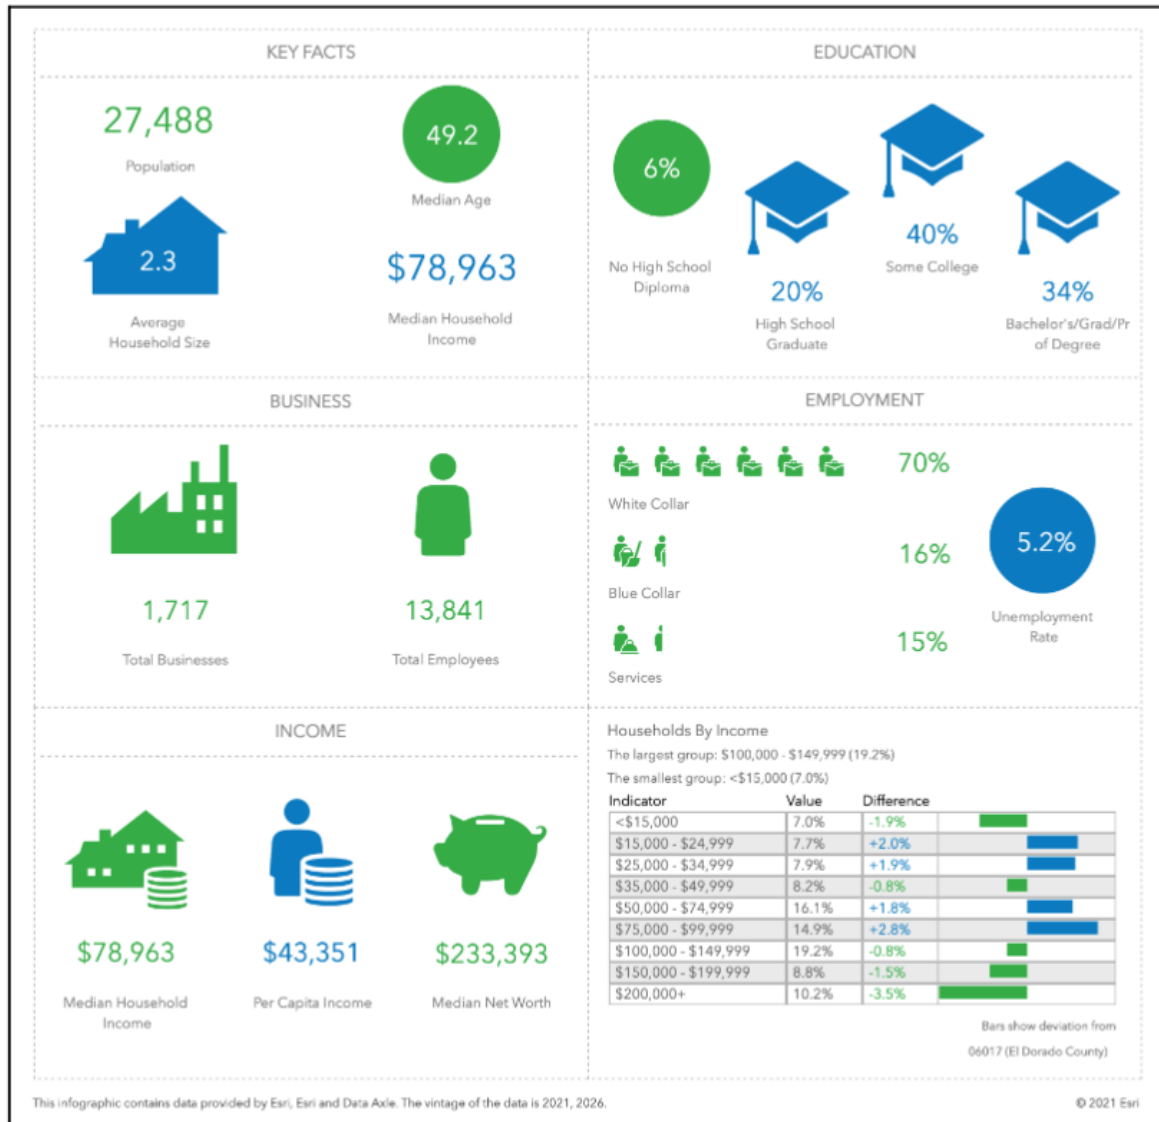 KEY FACTS
27,488
Population
49.2
Median Age
2.3
Average
Household Size
$78,963
Median Household
Income
EDUCATION
6%
No High School
Diploma
20%
High School
Graduate
40%
Some College
34%
Bachelor's/Grad/Pr
of Degree
BUSINESS
1,717
Total Businesses
13,841
Total Employees
EMPLOYMENT
70%
White Collar
16%
Blue Collar
15%
Services
5.2%
Unemployment
Rate
INCOME
$78,963
Median Household
Income
$43,351
Per Capita Income
$233,393
Median Net Worth
Households By Income
The largest group: $100,000 - $149,999 (19.2%)
The smallest group: <$15,000 (7.0%)
Indicator Value Difference
<$15,000 7.0% -1.9%
$15,000 - $24,999 7.7% +2.0%
$25,000 - $34,999 7.9% +1.9%
$35,000 - $49,999 8.2% -0.8%
$50,000 - $74,999 16.1% +1.8%
$75,000 - $99,999 14.9% +2.8%
$100,000 - $149,999 19.2% -0.8%
$150,000 - $199,999 8.8% -1.5%
$200,000+ 10.2% -3.5%
Bars show deviation from
06017 (El Dorado County)
This infographic contains data provided by Esri, Esri and Data Axle. The vintage of the data is 2021, 2026.
© 2021 Esri